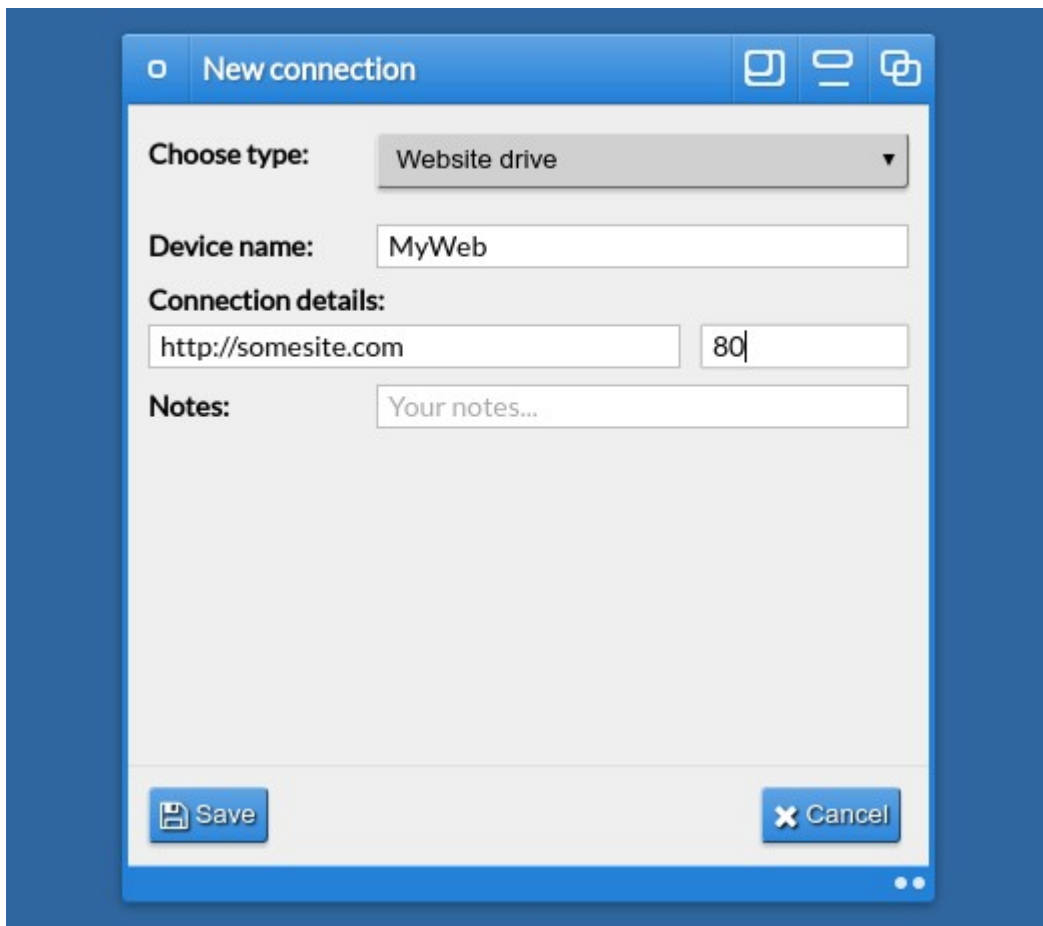 New connection
Choose type: Website drive
Device name: MyWeb
Connection details:
http://somesite.com 80
Notes: Your notes...
Save Cancel